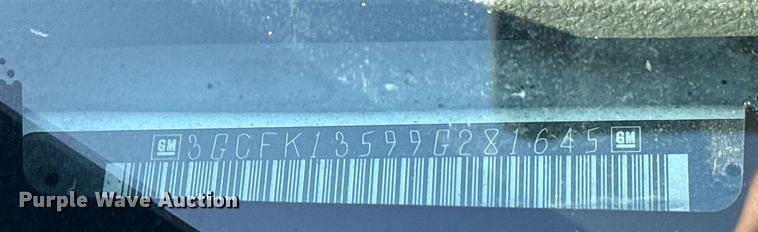 GM 3GCFK13599G281645 GM
Purple Wave Auction